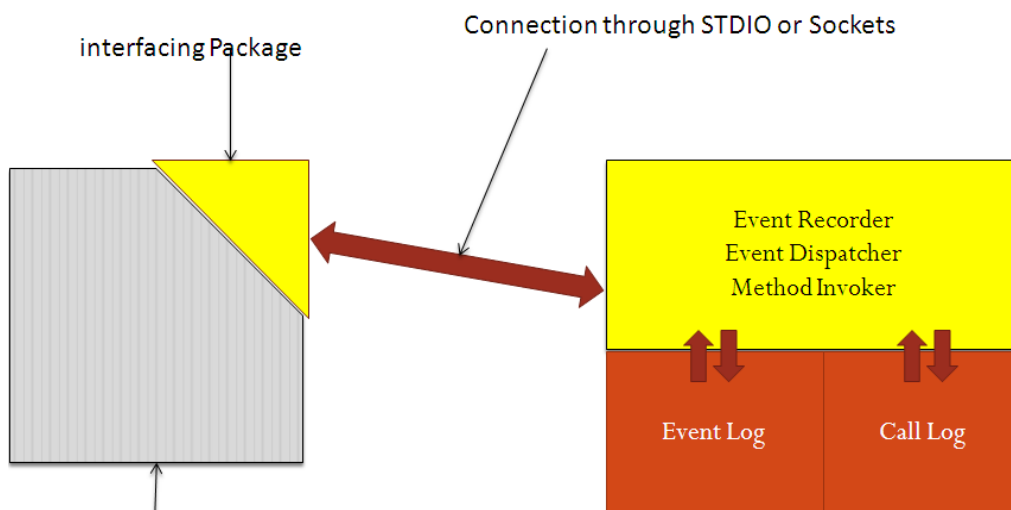 Connection through STDIO or Sockets
interfacing Package
Event Recorder
Event Dispatcher
Method Invoker
Event Log
Call Log